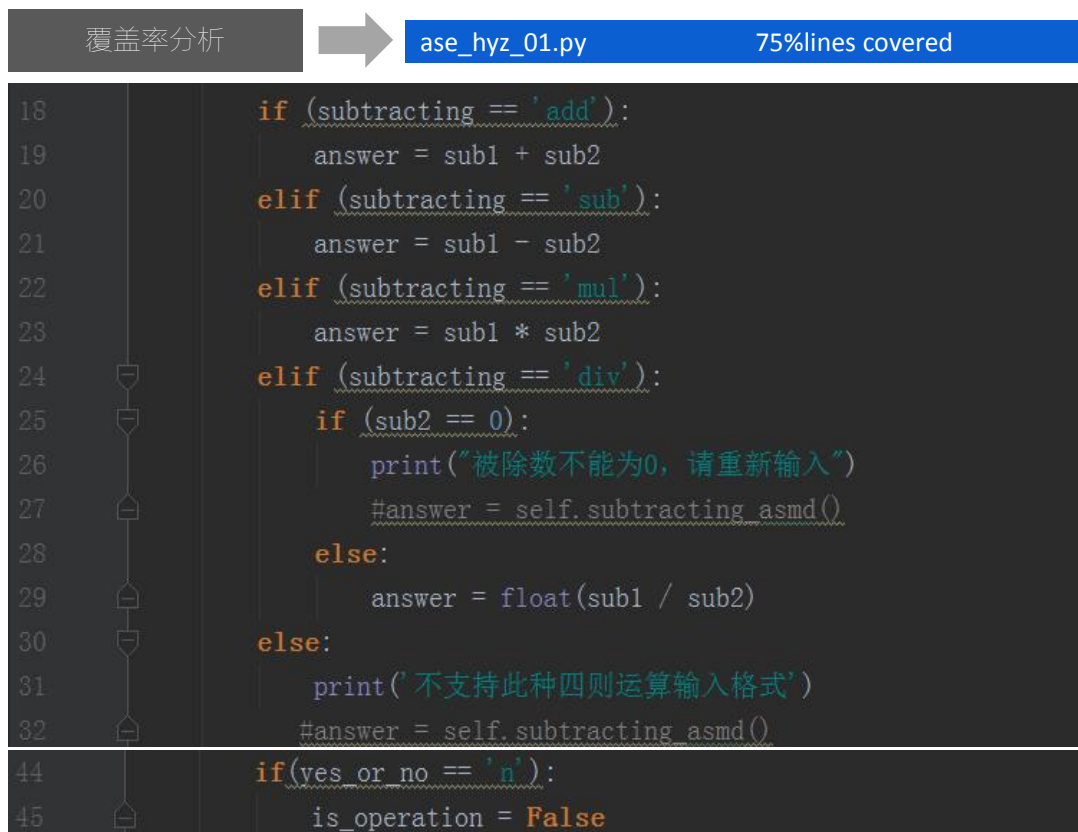 覆盖率分析
ase_hyz_01.py 75%lines covered
18 if (subtracting == 'add'):
19 answer = sub1 + sub2
20 elif (subtracting == 'sub'):
21 answer = sub1 - sub2
22 elif (subtracting == 'mul'):
23 answer = sub1 * sub2
24 elif (subtracting == 'div'):
25 if (sub2 == 0):
26 print("被除数不能为0, 请重新输入")
27 #answer = self.subtracting_asmd()
28 else:
29 answer = float(sub1 / sub2)
30 else:
31 print('不支持此种四则运算输入格式')
32 #answer = self.subtracting_asmd()
44 if(yes_or_no == 'n'):
45 is_operation = False